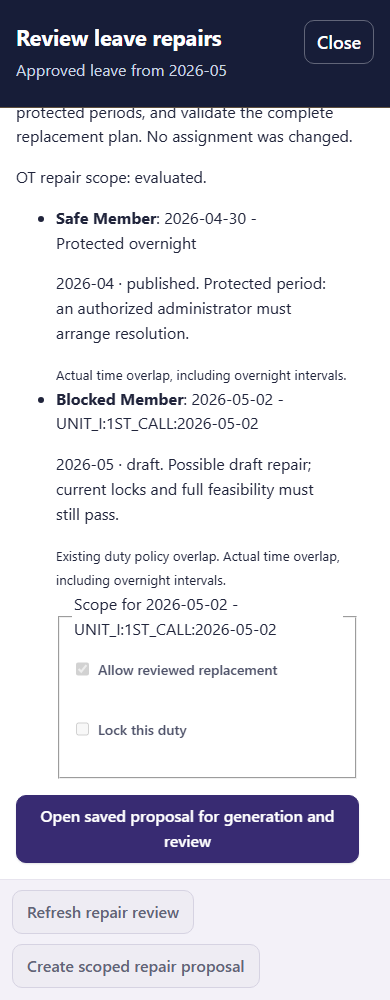 Review leave repairs
Close
Approved leave from 2026-05
protected periods, and validate the complete
replacement plan. No assignment was changed.
OT repair scope: evaluated.
Safe Member: 2026-04-30 -
Protected overnight
2026-04 · published. Protected period:
an authorized administrator must
arrange resolution.
Actual time overlap, including overnight intervals.
Blocked Member: 2026-05-02 -
UNIT_I:1ST_CALL:2026-05-02
2026-05 · draft. Possible draft repair;
current locks and full feasibility must
still pass.
Existing duty policy overlap. Actual time overlap,
including overnight intervals.
Scope for 2026-05-02 -
UNIT_I:1ST_CALL:2026-05-02
Allow reviewed replacement
Lock this duty
Open saved proposal for generation and
review
Refresh repair review
Create scoped repair proposal